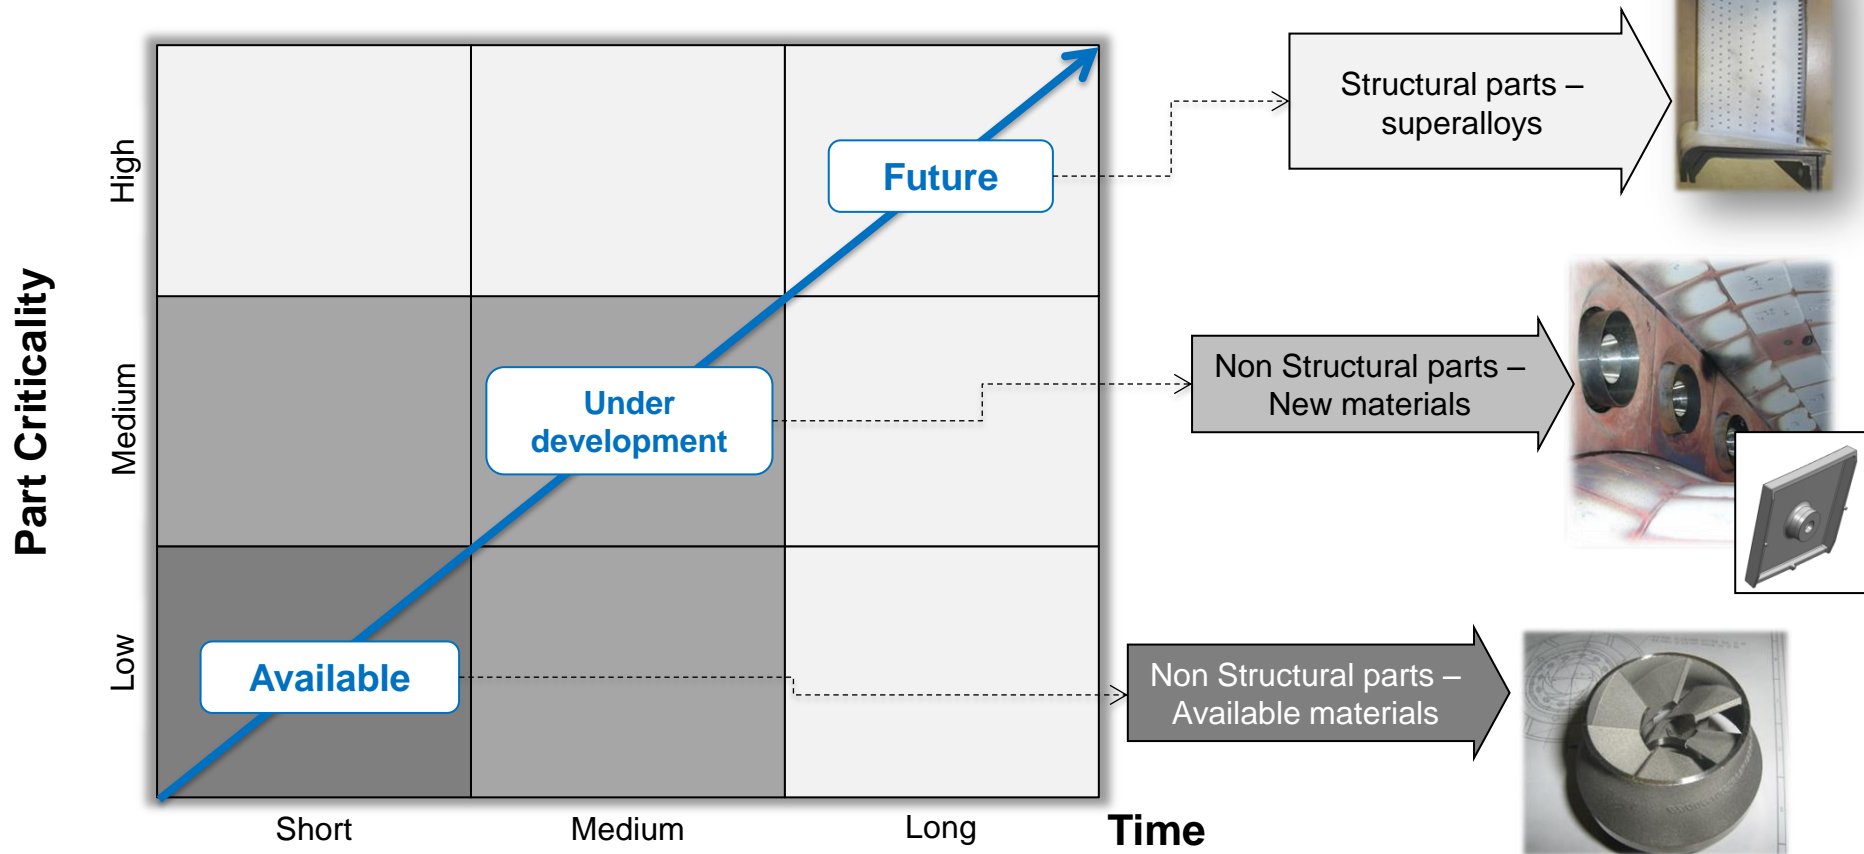 Part Criticality
High
Medium
Low
Future
Under
development
Available
Short
Medium
Long
Time
Structural parts –
superalloys
Non Structural parts –
New materials
Non Structural parts –
Available materials